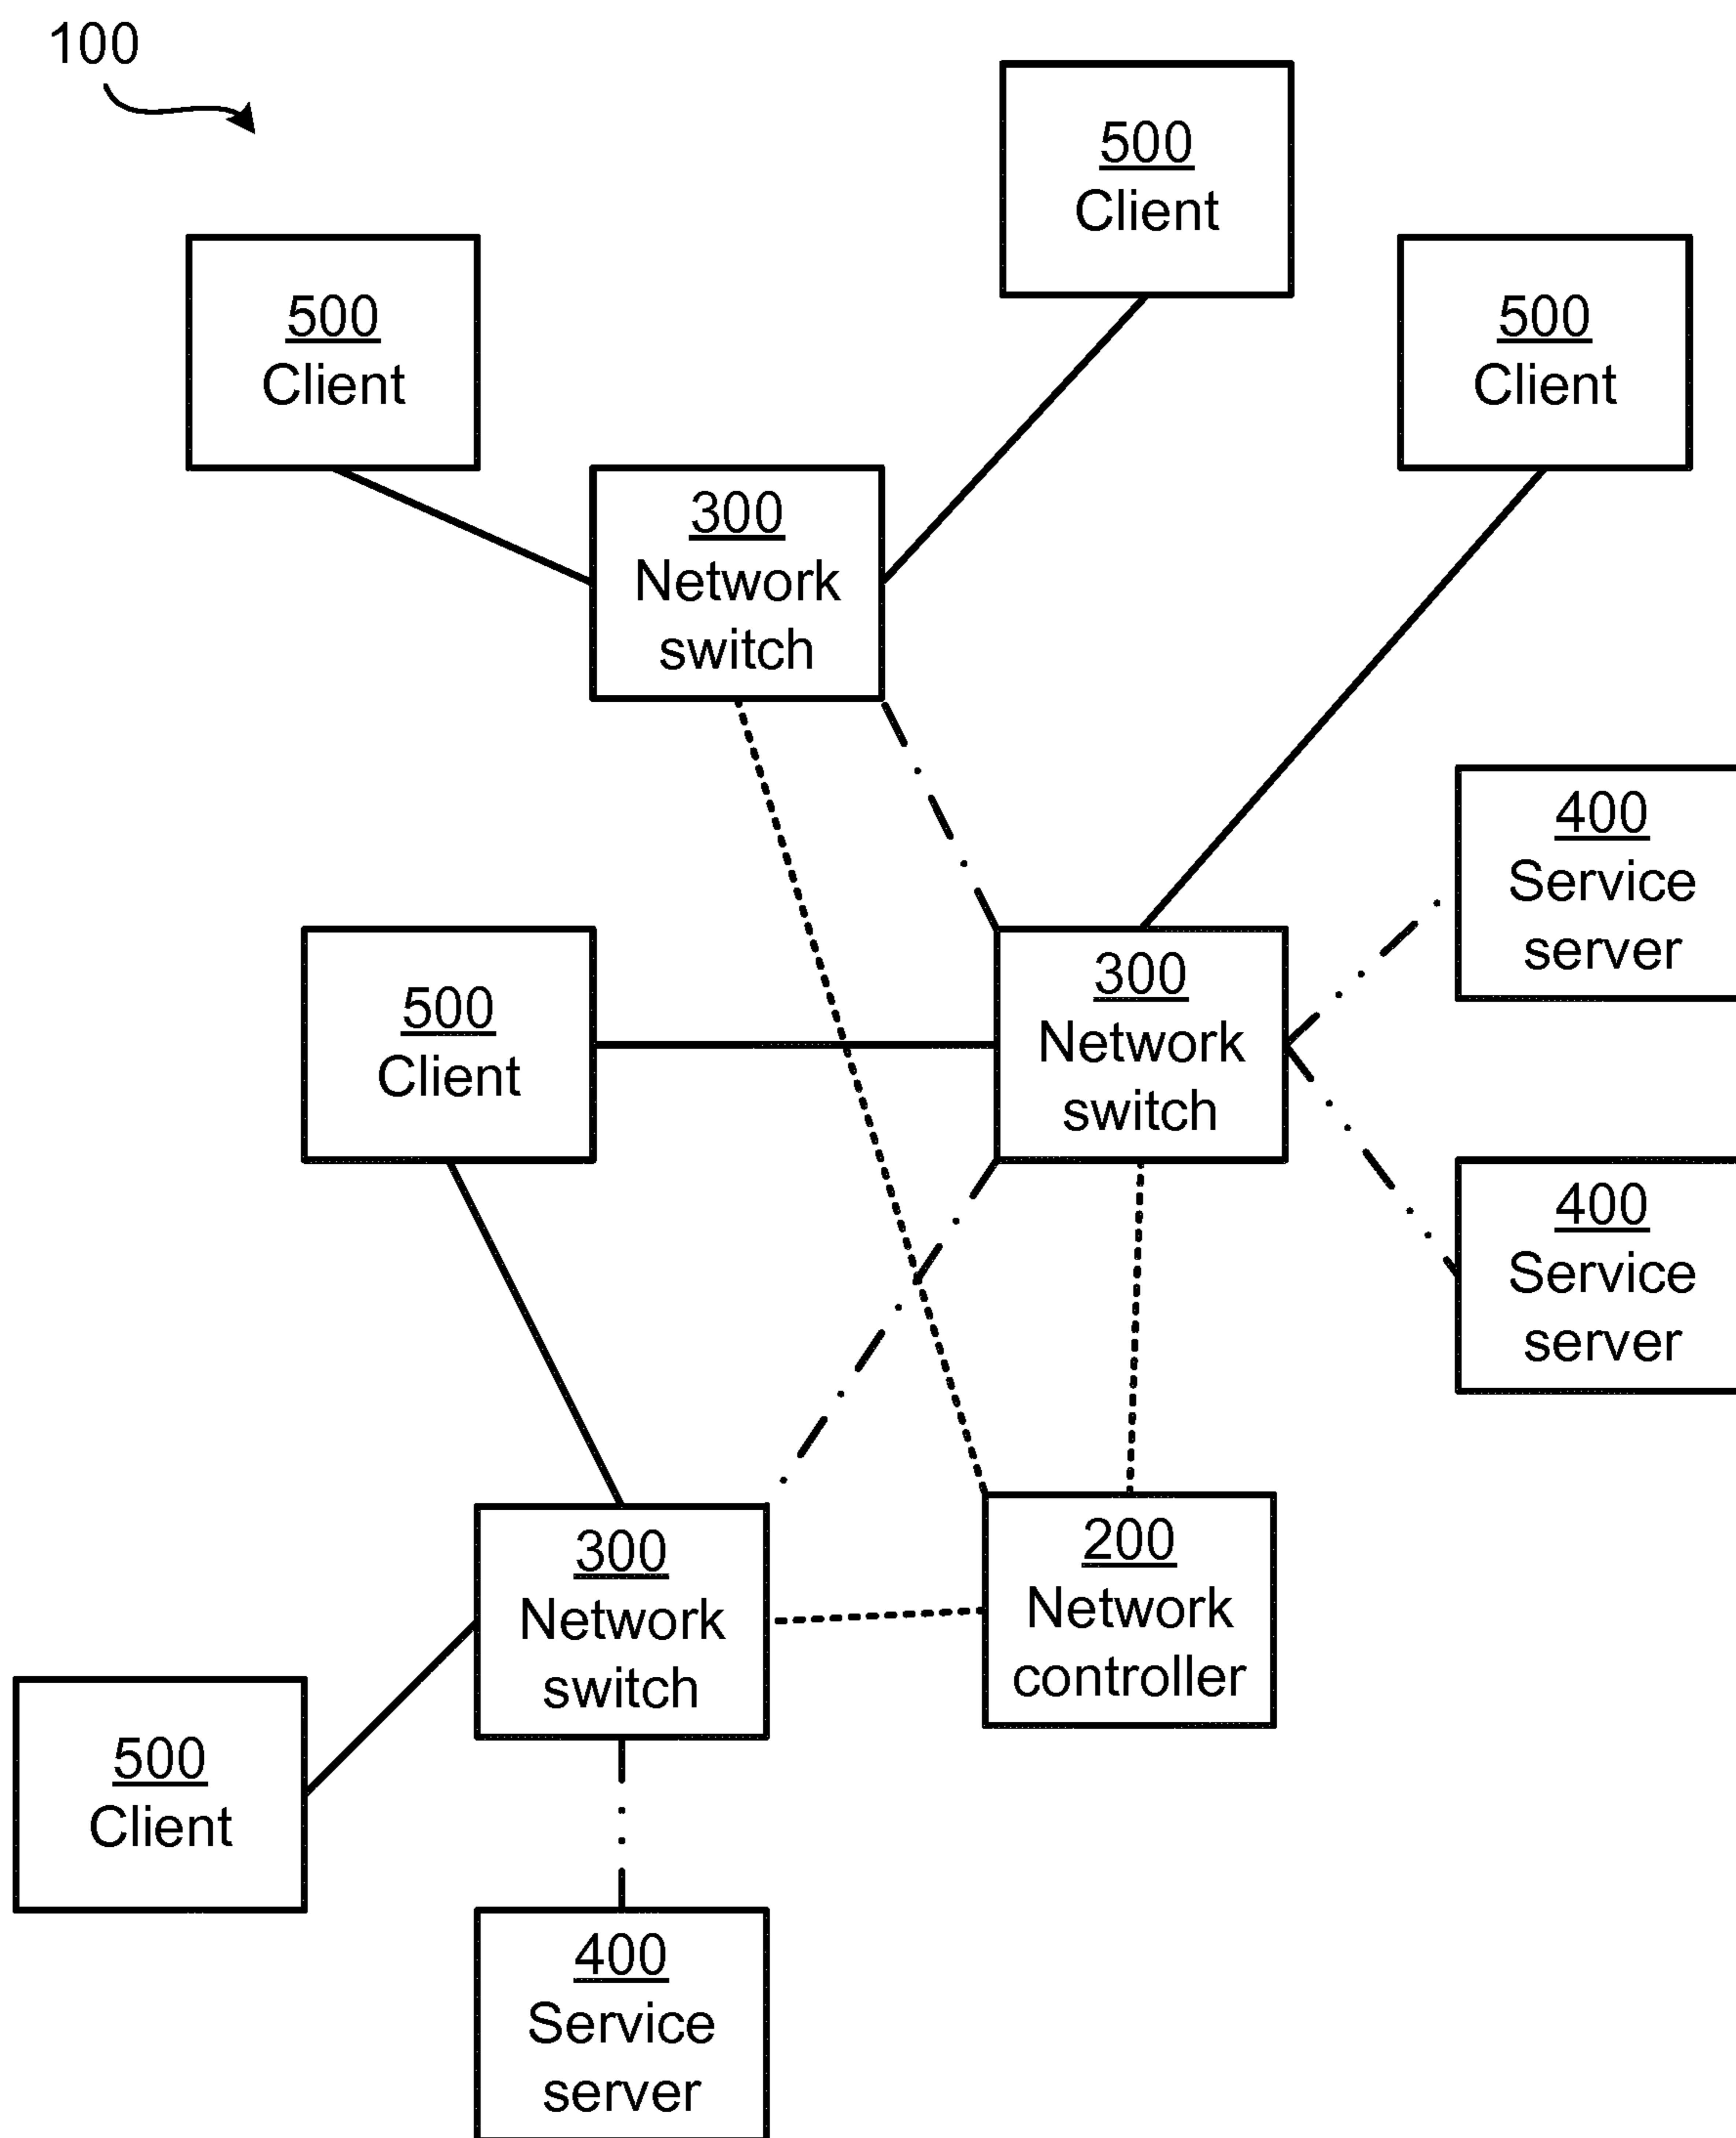 100
500
Client
500
Client
500
Client
300
Network
switch
400
Service
server
300
Network
switch
500
Client
400
Service
server
200
Network
controller
300
Network
switch
500
Client
400
Service
server